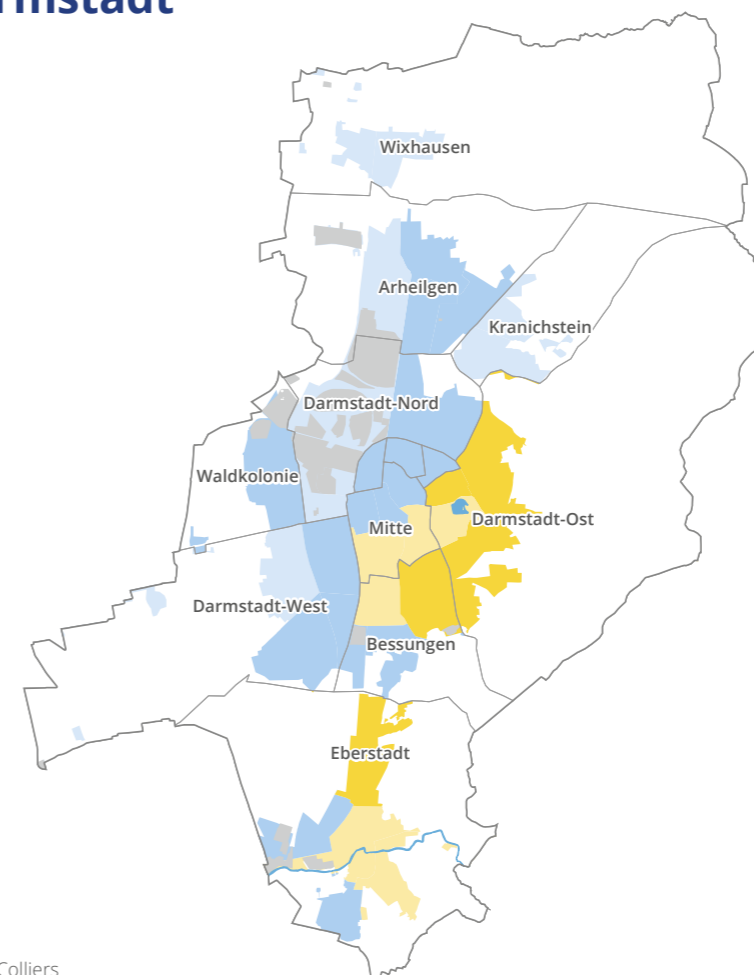 rmstadt
Wixhausen
Arheilgen
Kranichstein
Darmstadt-Nord
Waldkolonie
Mitte
Darmstadt-Ost
Darmstadt-West
Bessungen
Eberstadt
Colliers